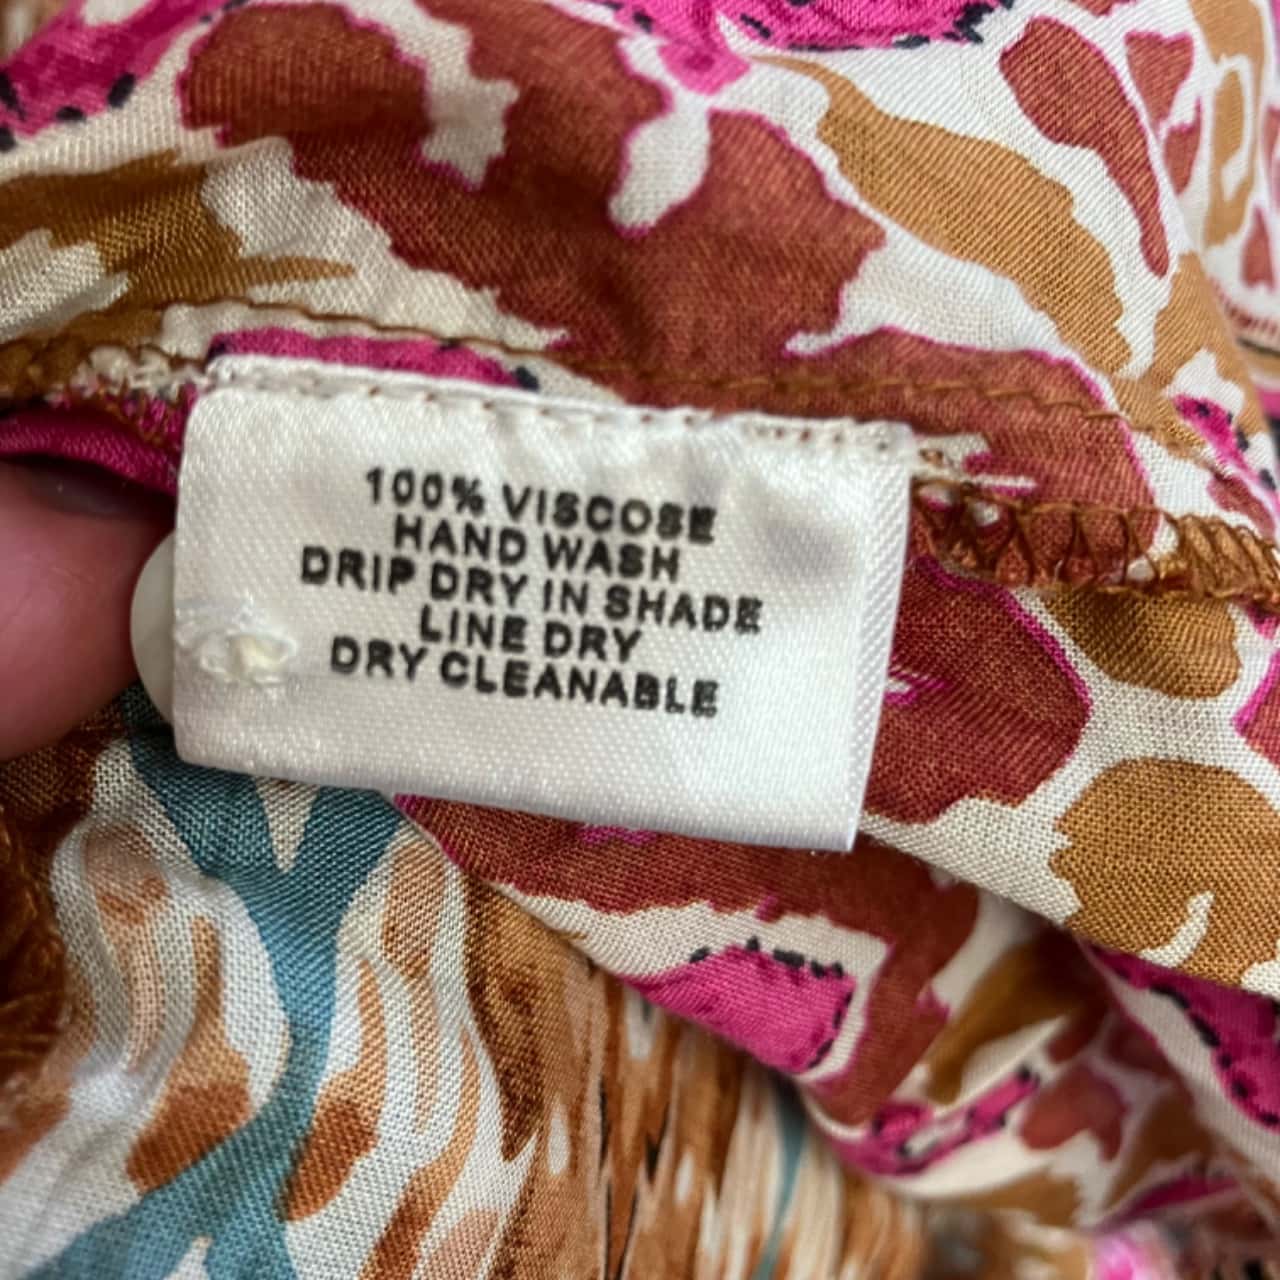 100% VISCOSE
HAND WASH
DRIP DRY IN SHADE
LINE DRY
DRY CLEANABLE